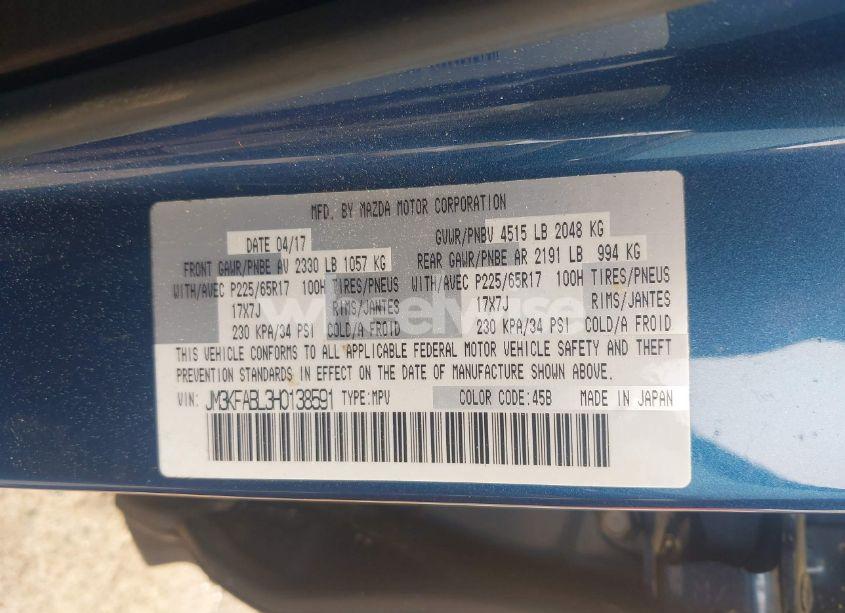 MFD. BY MAZDA MOTOR CORPORATION
DATE 04/17 GVWR/PNBV 4515 LB 2048 KG
FRONT GAWR/PNBE AV 2330 LB 1057 KG REAR GAWR/PNBE AR 2191 LB 994 KG
WITH/AVEC P225/65R17 100H TIRES/PNEUS WITH/AVEC P225/65R17 100H TIRES/PNEUS
17X7J RIMS/JANTES 17X7J RIMS/JANTES
230 KPA/34 PSI COLD/A FROID 230 KPA/34 PSI COLD/A FROID
THIS VEHICLE CONFORMS TO ALL APPLICABLE FEDERAL MOTOR VEHICLE SAFETY AND THEFT
PREVENTION STANDARDS IN EFFECT ON THE DATE OF MANUFACTURE SHOWN ABOVE.
VIN: JM3KFABL3H0138591 TYPE:MPV COLOR CODE:45B MADE IN JAPAN